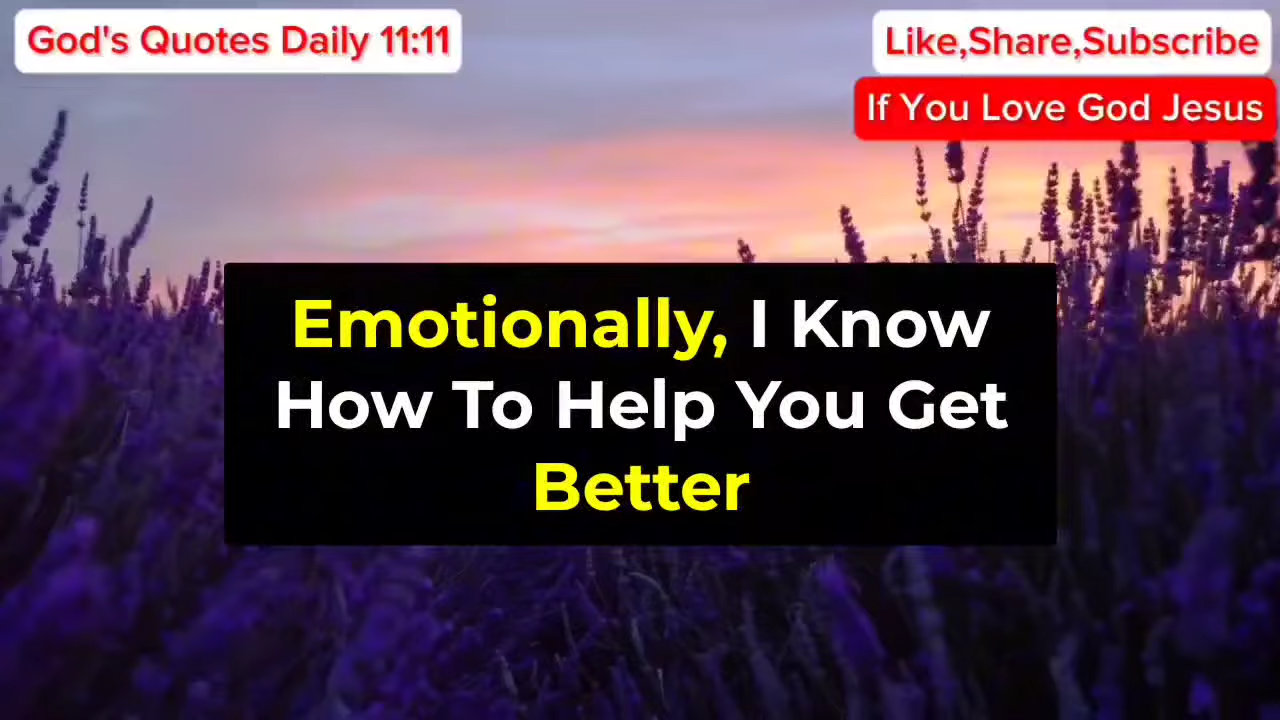 God's Quotes Daily 11:11
Like,Share,Subscribe
If You Love God Jesus
Emotionally, I Know
How To Help You Get
Better